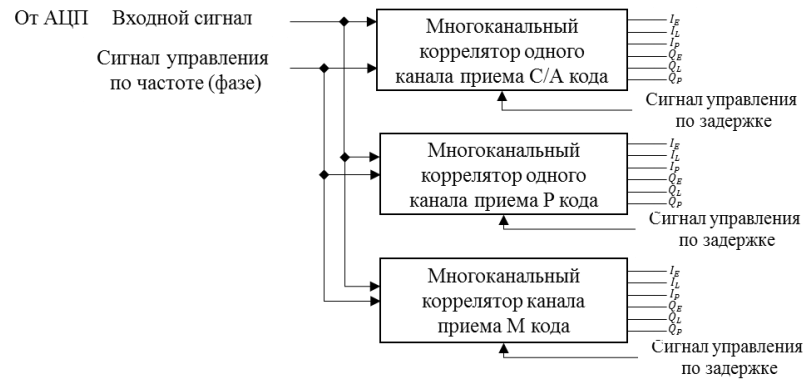 От АЦП Входной сигнал
Сигнал управления
по частоте (фазе)
Многоканальный
коррелятор одного
канала приема С/А кода
I_E
I_L
I_P
Q_E
Q_L
Q_P
Сигнал управления
по задержке
Многоканальный
коррелятор одного
канала приема Р кода
I_E
I_L
I_P
Q_E
Q_L
Q_P
Сигнал управления
по задержке
Многоканальный
коррелятор канала
приема М кода
I_E
I_L
I_P
Q_E
Q_L
Q_P
Сигнал управления
по задержке